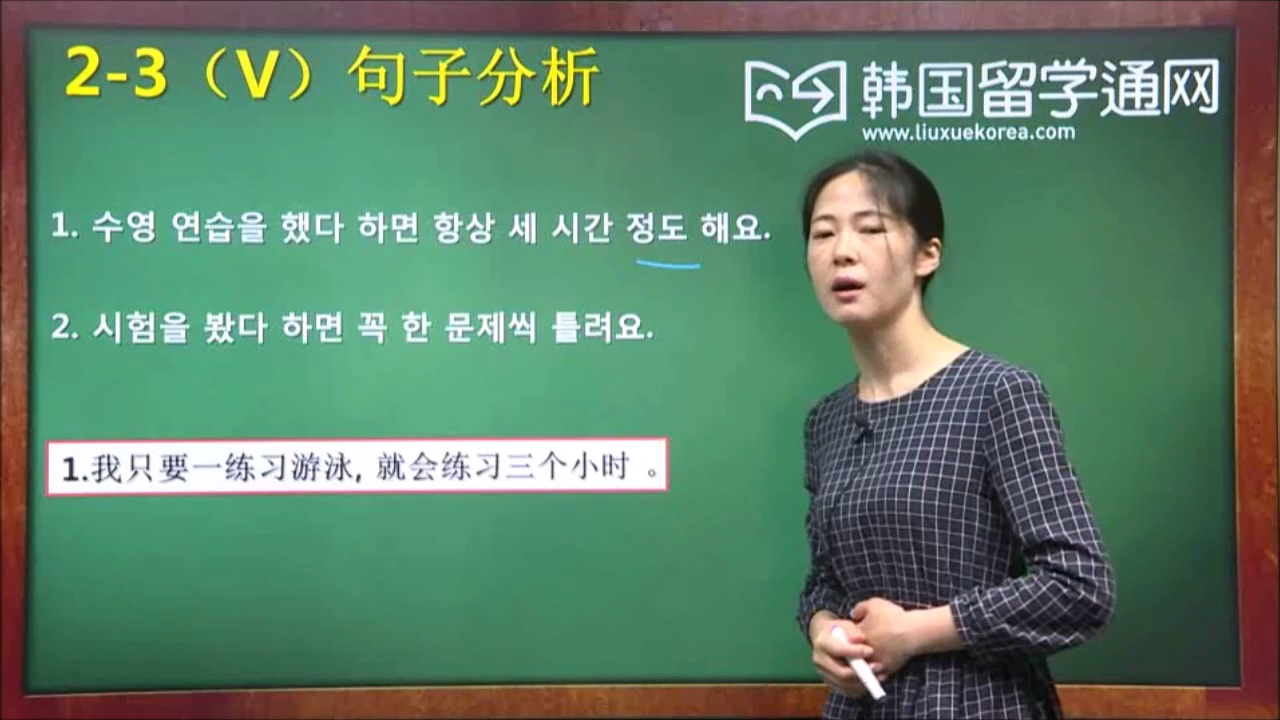 2-3（V）句子分析
韩国留学通网
www.liuxuekorea.com
1. 수영 연습을 했다 하면 항상 세 시간 정도 해요.
2. 시험을 봤다 하면 꼭 한 문제씩 틀려요.
1.我只要一练习游泳, 就会练习三个小时 。